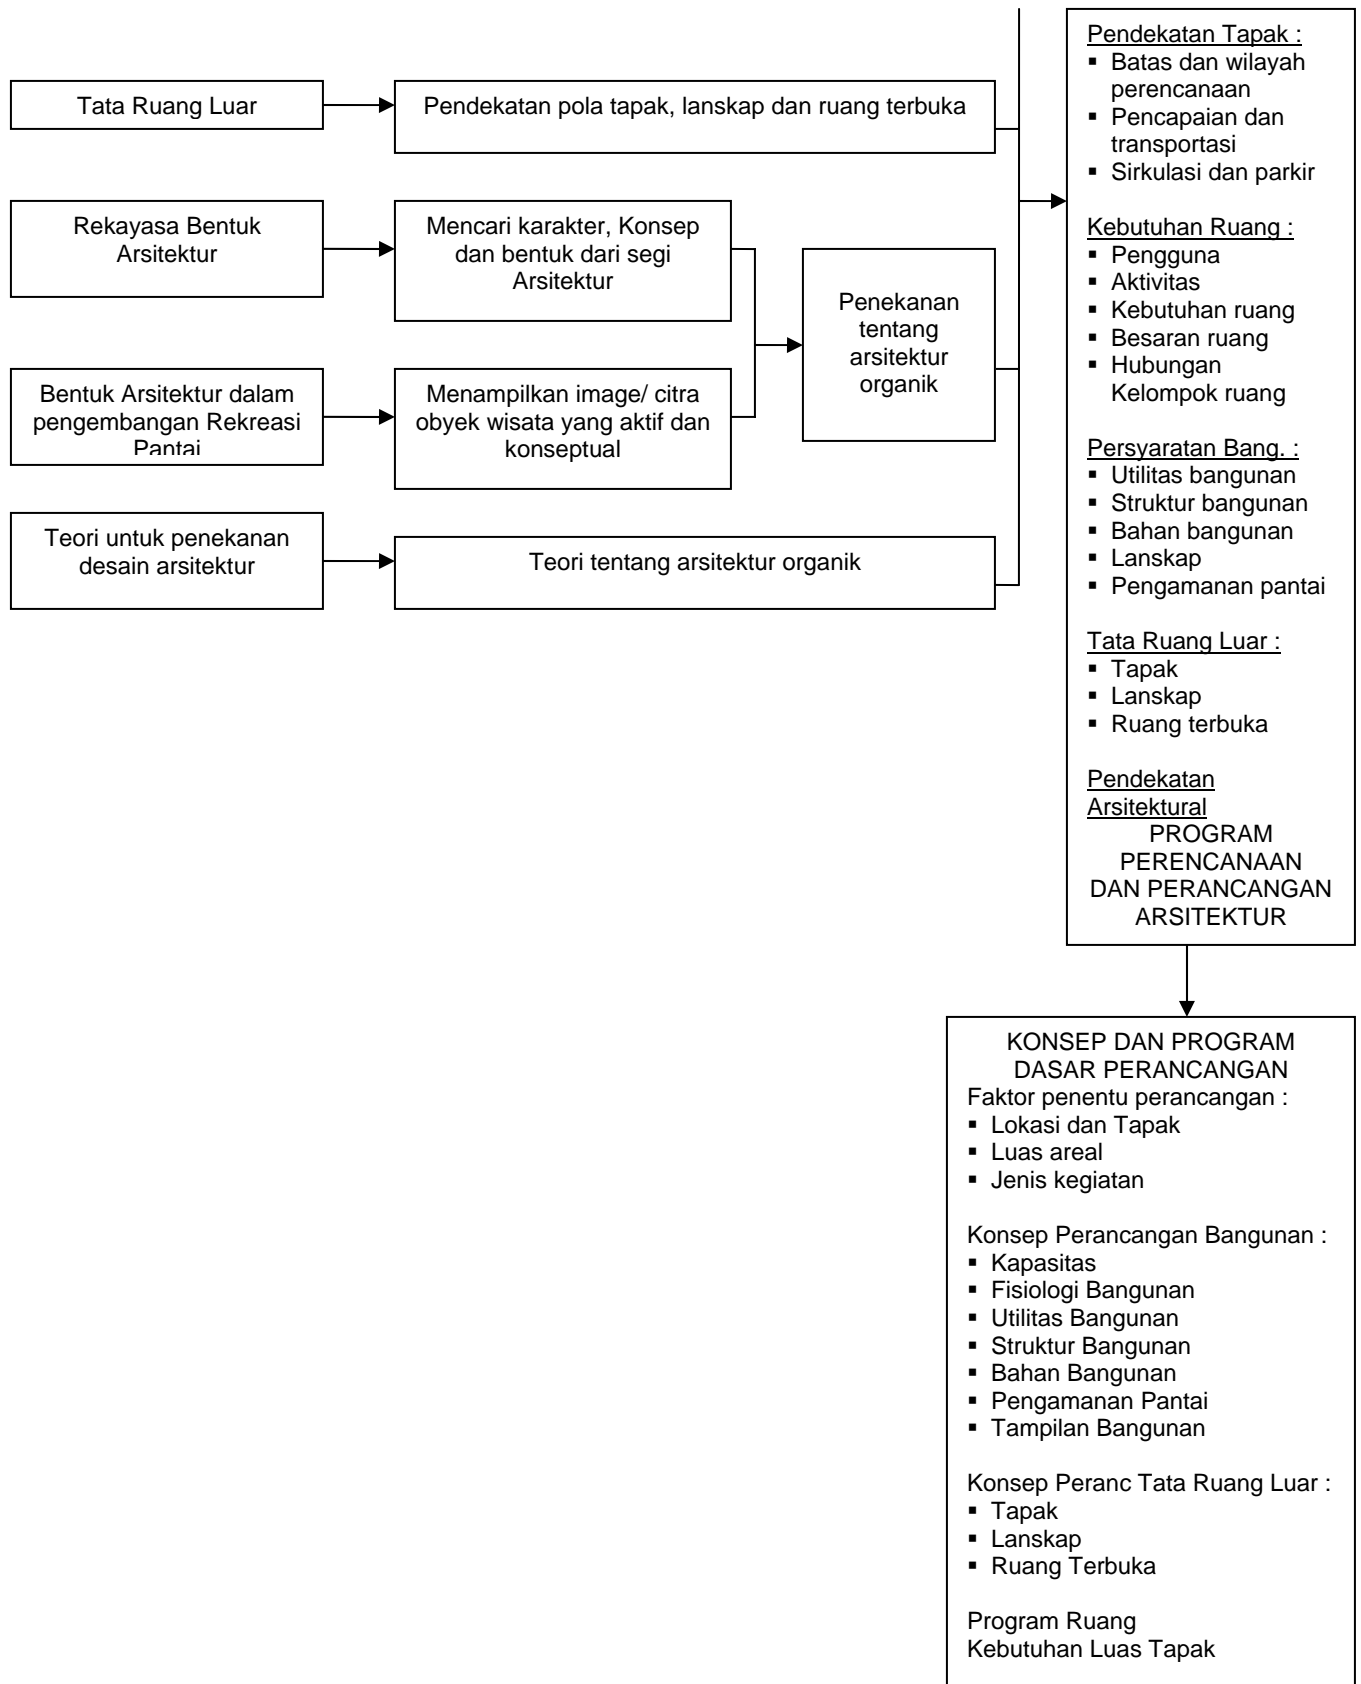 Tata Ruang Luar
Pendekatan pola tapak, lanskap dan ruang terbuka
Rekayasa Bentuk
Arsitektur
Mencari karakter, Konsep
dan bentuk dari segi
Arsitektur
Bentuk Arsitektur dalam
pengembangan Rekreasi
Pantai
Menampilkan image/ citra
obyek wisata yang aktif dan
konseptual
Penekanan
tentang
arsitektur
organik
Teori untuk penekanan
desain arsitektur
Teori tentang arsitektur organik
Pendekatan Tapak :
▪ Batas dan wilayah
perencanaan
▪ Pencapaian dan
transportasi
▪ Sirkulasi dan parkir
Kebutuhan Ruang :
▪ Pengguna
▪ Aktivitas
▪ Kebutuhan ruang
▪ Besaran ruang
▪ Hubungan
Kelompok ruang
Persyaratan Bang. :
▪ Utilitas bangunan
▪ Struktur bangunan
▪ Bahan bangunan
▪ Lanskap
▪ Pengamanan pantai
Tata Ruang Luar :
▪ Tapak
▪ Lanskap
▪ Ruang terbuka
Pendekatan
Arsitektural
PROGRAM
PERENCANAAN
DAN PERANCANGAN
ARSITEKTUR
KONSEP DAN PROGRAM
DASAR PERANCANGAN
Faktor penentu perancangan :
▪ Lokasi dan Tapak
▪ Luas areal
▪ Jenis kegiatan
Konsep Perancangan Bangunan :
▪ Kapasitas
▪ Fisiologi Bangunan
▪ Utilitas Bangunan
▪ Struktur Bangunan
▪ Bahan Bangunan
▪ Pengamanan Pantai
▪ Tampilan Bangunan
Konsep Peranc Tata Ruang Luar :
▪ Tapak
▪ Lanskap
▪ Ruang Terbuka
Program Ruang
Kebutuhan Luas Tapak